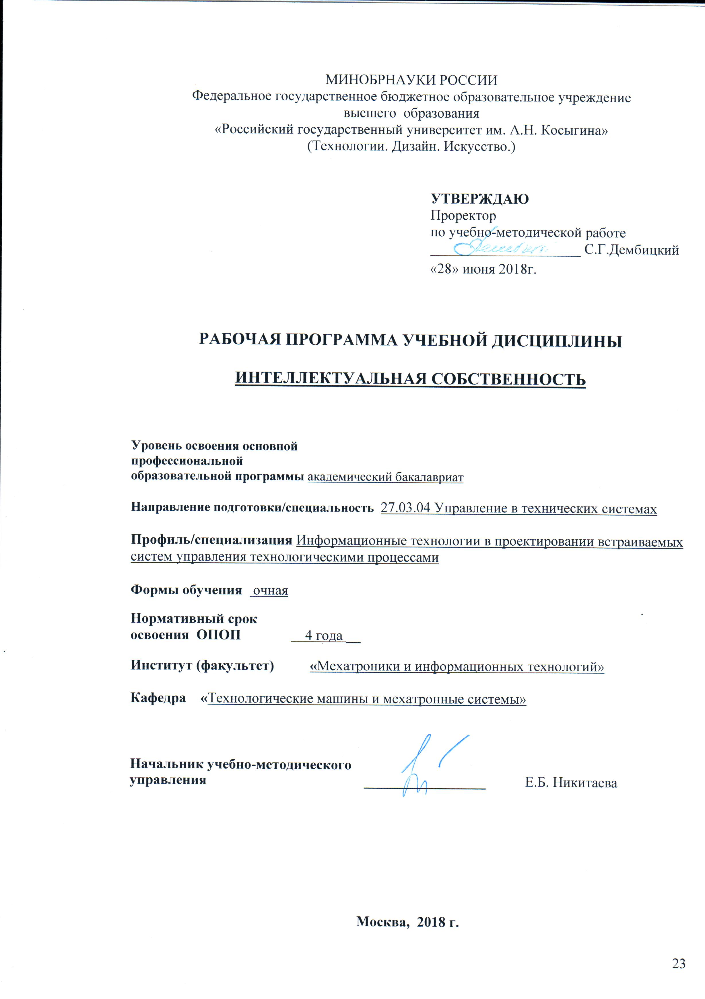 МИНОБРНАУКИ РОССИИ
Федеральное государственное бюджетное образовательное учреждение
высшего образования
«Российский государственный университет им. А.Н. Косыгина»
(Технологии. Дизайн. Искусство.)
УТВЕРЖДАЮ
Проректор
по учебно-методической работе
С.Г.Дембицкий
«28» июня 2018г.
РАБОЧАЯ ПРОГРАММА УЧЕБНОЙ ДИСЦИПЛИНЫ
ИНТЕЛЛЕКТУАЛЬНАЯ СОБСТВЕННОСТЬ
Уровень освоения основной
профессиональной
образовательной программы академический бакалавриат
Направление подготовки/специальность 27.03.04 Управление в технических системах
Профиль/специализация Информационные технологии в проектировании встраиваемых
систем управления технологическими процессами
Формы обучения очная
Нормативный срок
освоения ОПОП 4 года
Институт (факультет) «Мехатроники и информационных технологий»
Кафедра «Технологические машины и мехатронные системы»
Начальник учебно-методического
управления Е.Б. Никитаева
Москва, 2018 г.
23